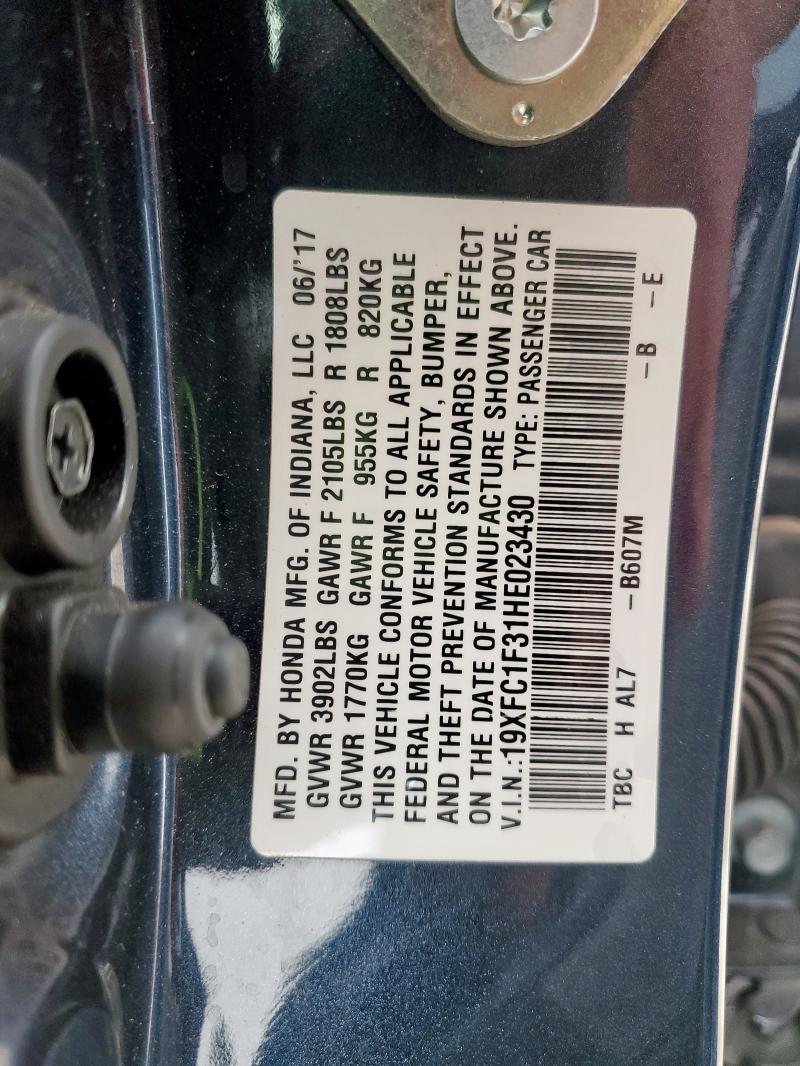 MFD. BY HONDA MFG. OF INDIANA, LLC 06/'17
GVWR 3902LBS GAWR F 2105LBS R 1808LBS
GVWR 1770KG GAWR F 955KG R 820KG
THIS VEHICLE CONFORMS TO ALL APPLICABLE
FEDERAL MOTOR VEHICLE SAFETY, BUMPER,
AND THEFT PREVENTION STANDARDS IN EFFECT
ON THE DATE OF MANUFACTURE SHOWN ABOVE.
V.I.N.:19XFC1F31HE023430 TYPE: PASSENGER CAR
TBC H AL7 –B607M –B –E